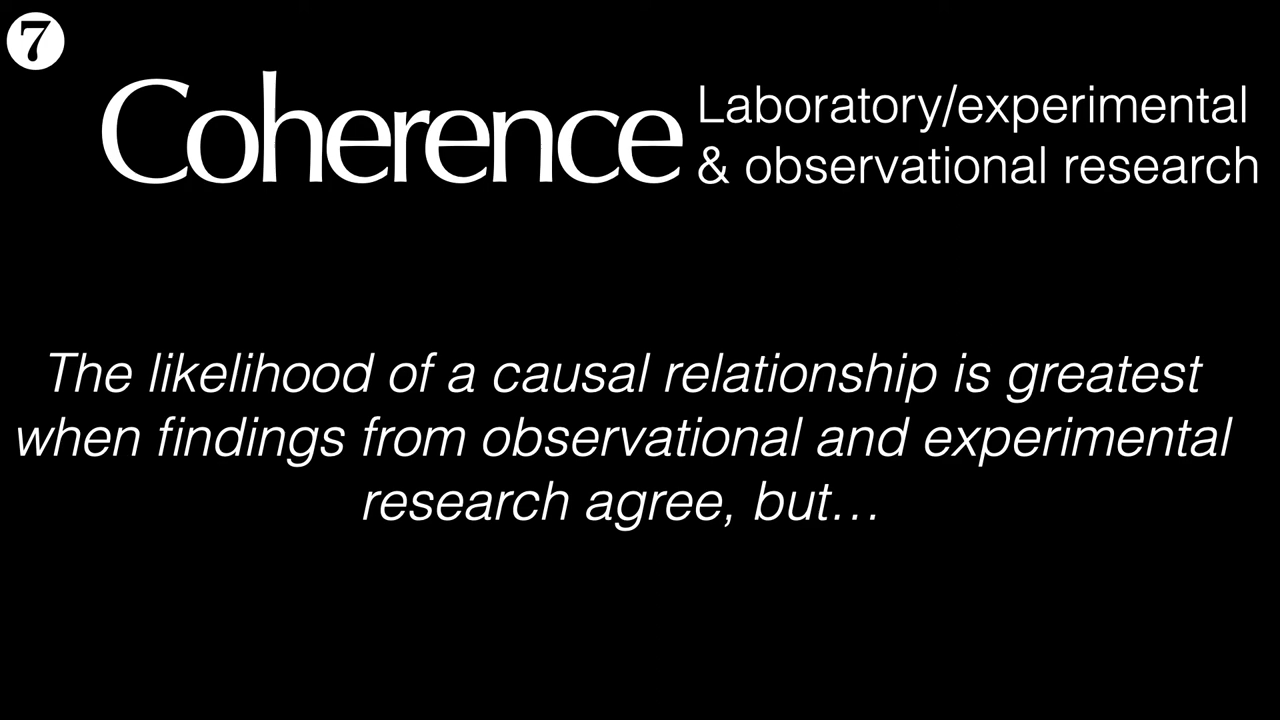 7
Coherence
Laboratory/experimental
& observational research
The likelihood of a causal relationship is greatest
when findings from observational and experimental
research agree, but…